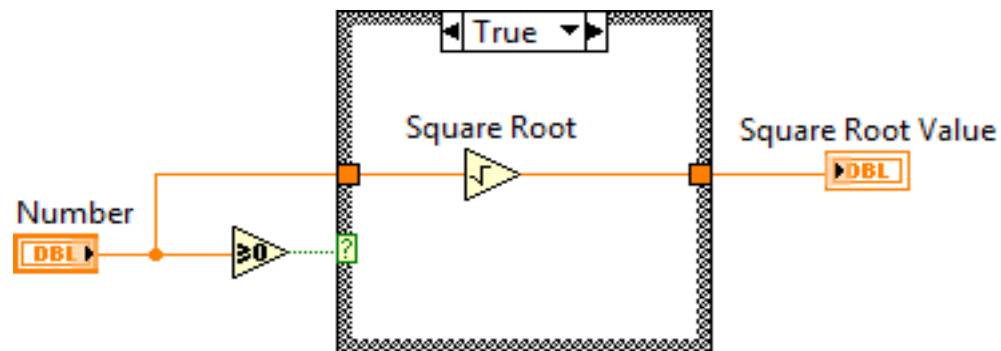 True
Square Root
Square Root Value
DBL
Number
DBL
≥0
?